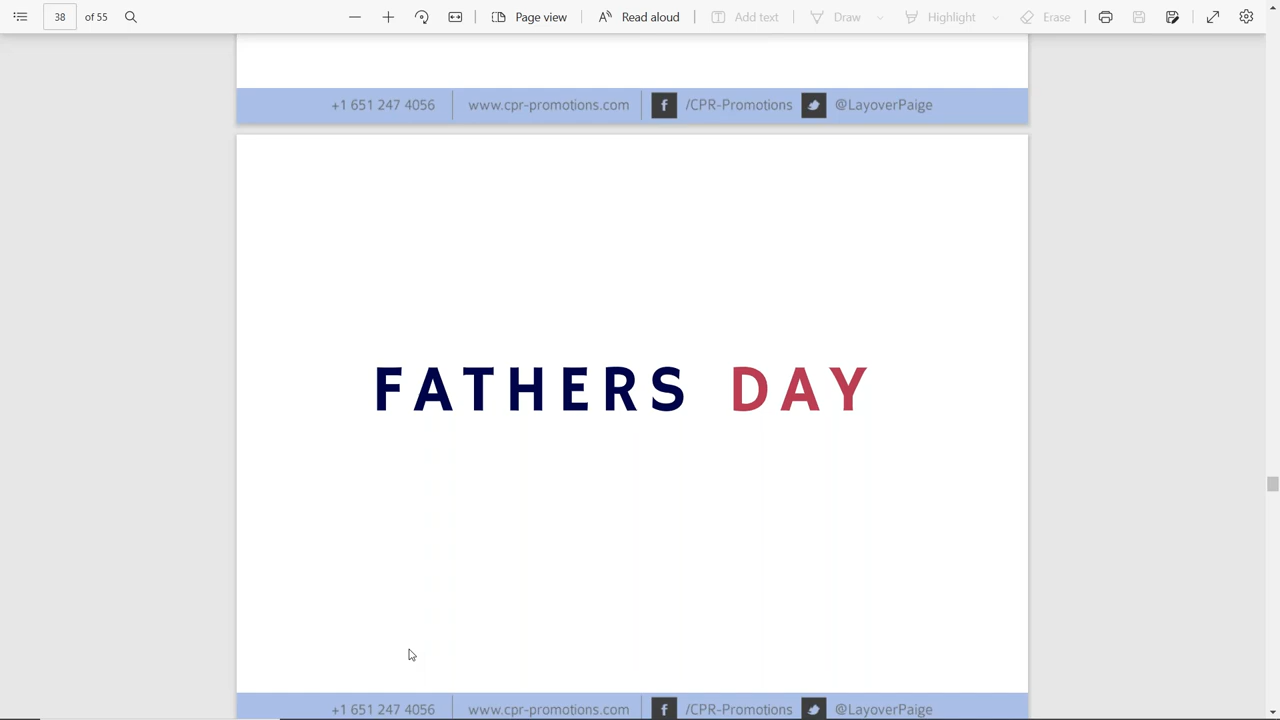 38 of 55 Page view Read aloud Add text Draw Highlight Erase
+1 651 247 4056 www.cpr-promotions.com f /CPR-Promotions @LayoverPaige
FATHERS DAY
+1 651 247 4056 www.cpr-promotions.com f /CPR-Promotions @LayoverPaige